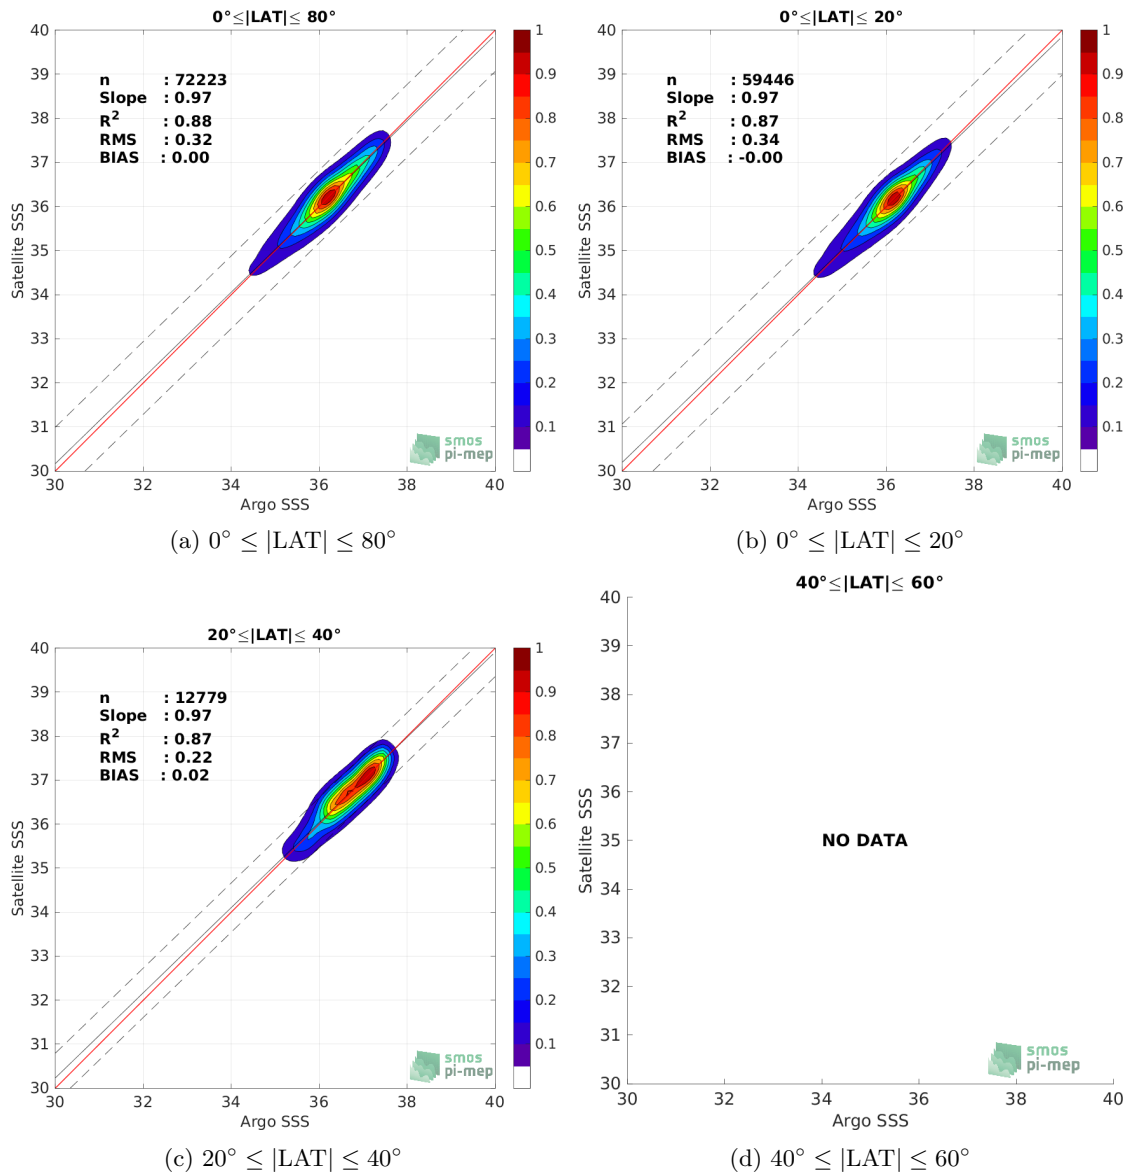 0°≤|LAT|≤ 80°
40
39
38
37
36
35
34
33
32
31
30
Satellite SSS
n : 72223
Slope : 0.97
R² : 0.88
RMS : 0.32
BIAS : 0.00
1
0.9
0.8
0.7
0.6
0.5
0.4
0.3
0.2
0.1
smos
pi-mep
30 32 34 36 38 40
Argo SSS
(a) 0° ≤ |LAT| ≤ 80°
0°≤|LAT|≤ 20°
40
39
38
37
36
35
34
33
32
31
30
Satellite SSS
n : 59446
Slope : 0.97
R² : 0.87
RMS : 0.34
BIAS : -0.00
1
0.9
0.8
0.7
0.6
0.5
0.4
0.3
0.2
0.1
smos
pi-mep
30 32 34 36 38 40
Argo SSS
(b) 0° ≤ |LAT| ≤ 20°
20°≤|LAT|≤ 40°
40
39
38
37
36
35
34
33
32
31
30
Satellite SSS
n : 12779
Slope : 0.97
R² : 0.87
RMS : 0.22
BIAS : 0.02
1
0.9
0.8
0.7
0.6
0.5
0.4
0.3
0.2
0.1
smos
pi-mep
30 32 34 36 38 40
Argo SSS
(c) 20° ≤ |LAT| ≤ 40°
40°≤|LAT|≤ 60°
40
39
38
37
36
35
34
33
32
31
30
Satellite SSS
NO DATA
smos
pi-mep
30 32 34 36 38 40
Argo SSS
(d) 40° ≤ |LAT| ≤ 60°